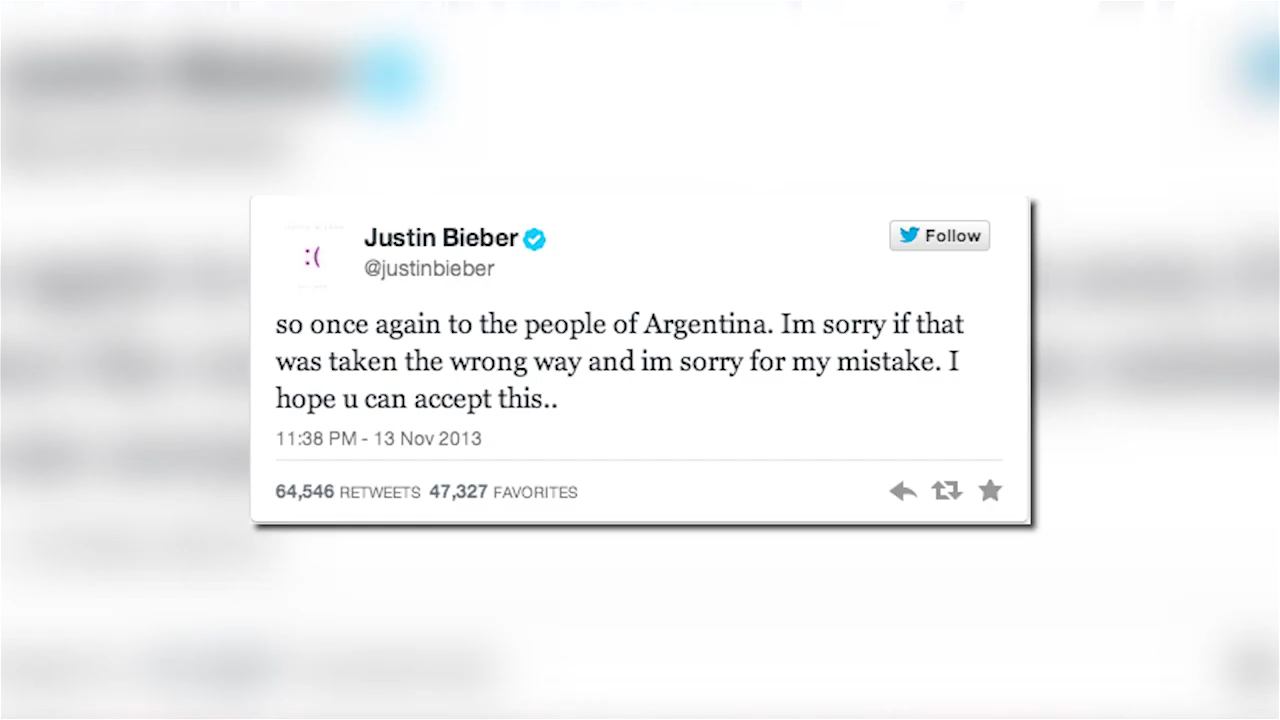 :(
Justin Bieber
Follow
@justinbieber
so once again to the people of Argentina. Im sorry if that
was taken the wrong way and im sorry for my mistake. I
hope u can accept this..
11:38 PM - 13 Nov 2013
64,546 RETWEETS 47,327 FAVORITES